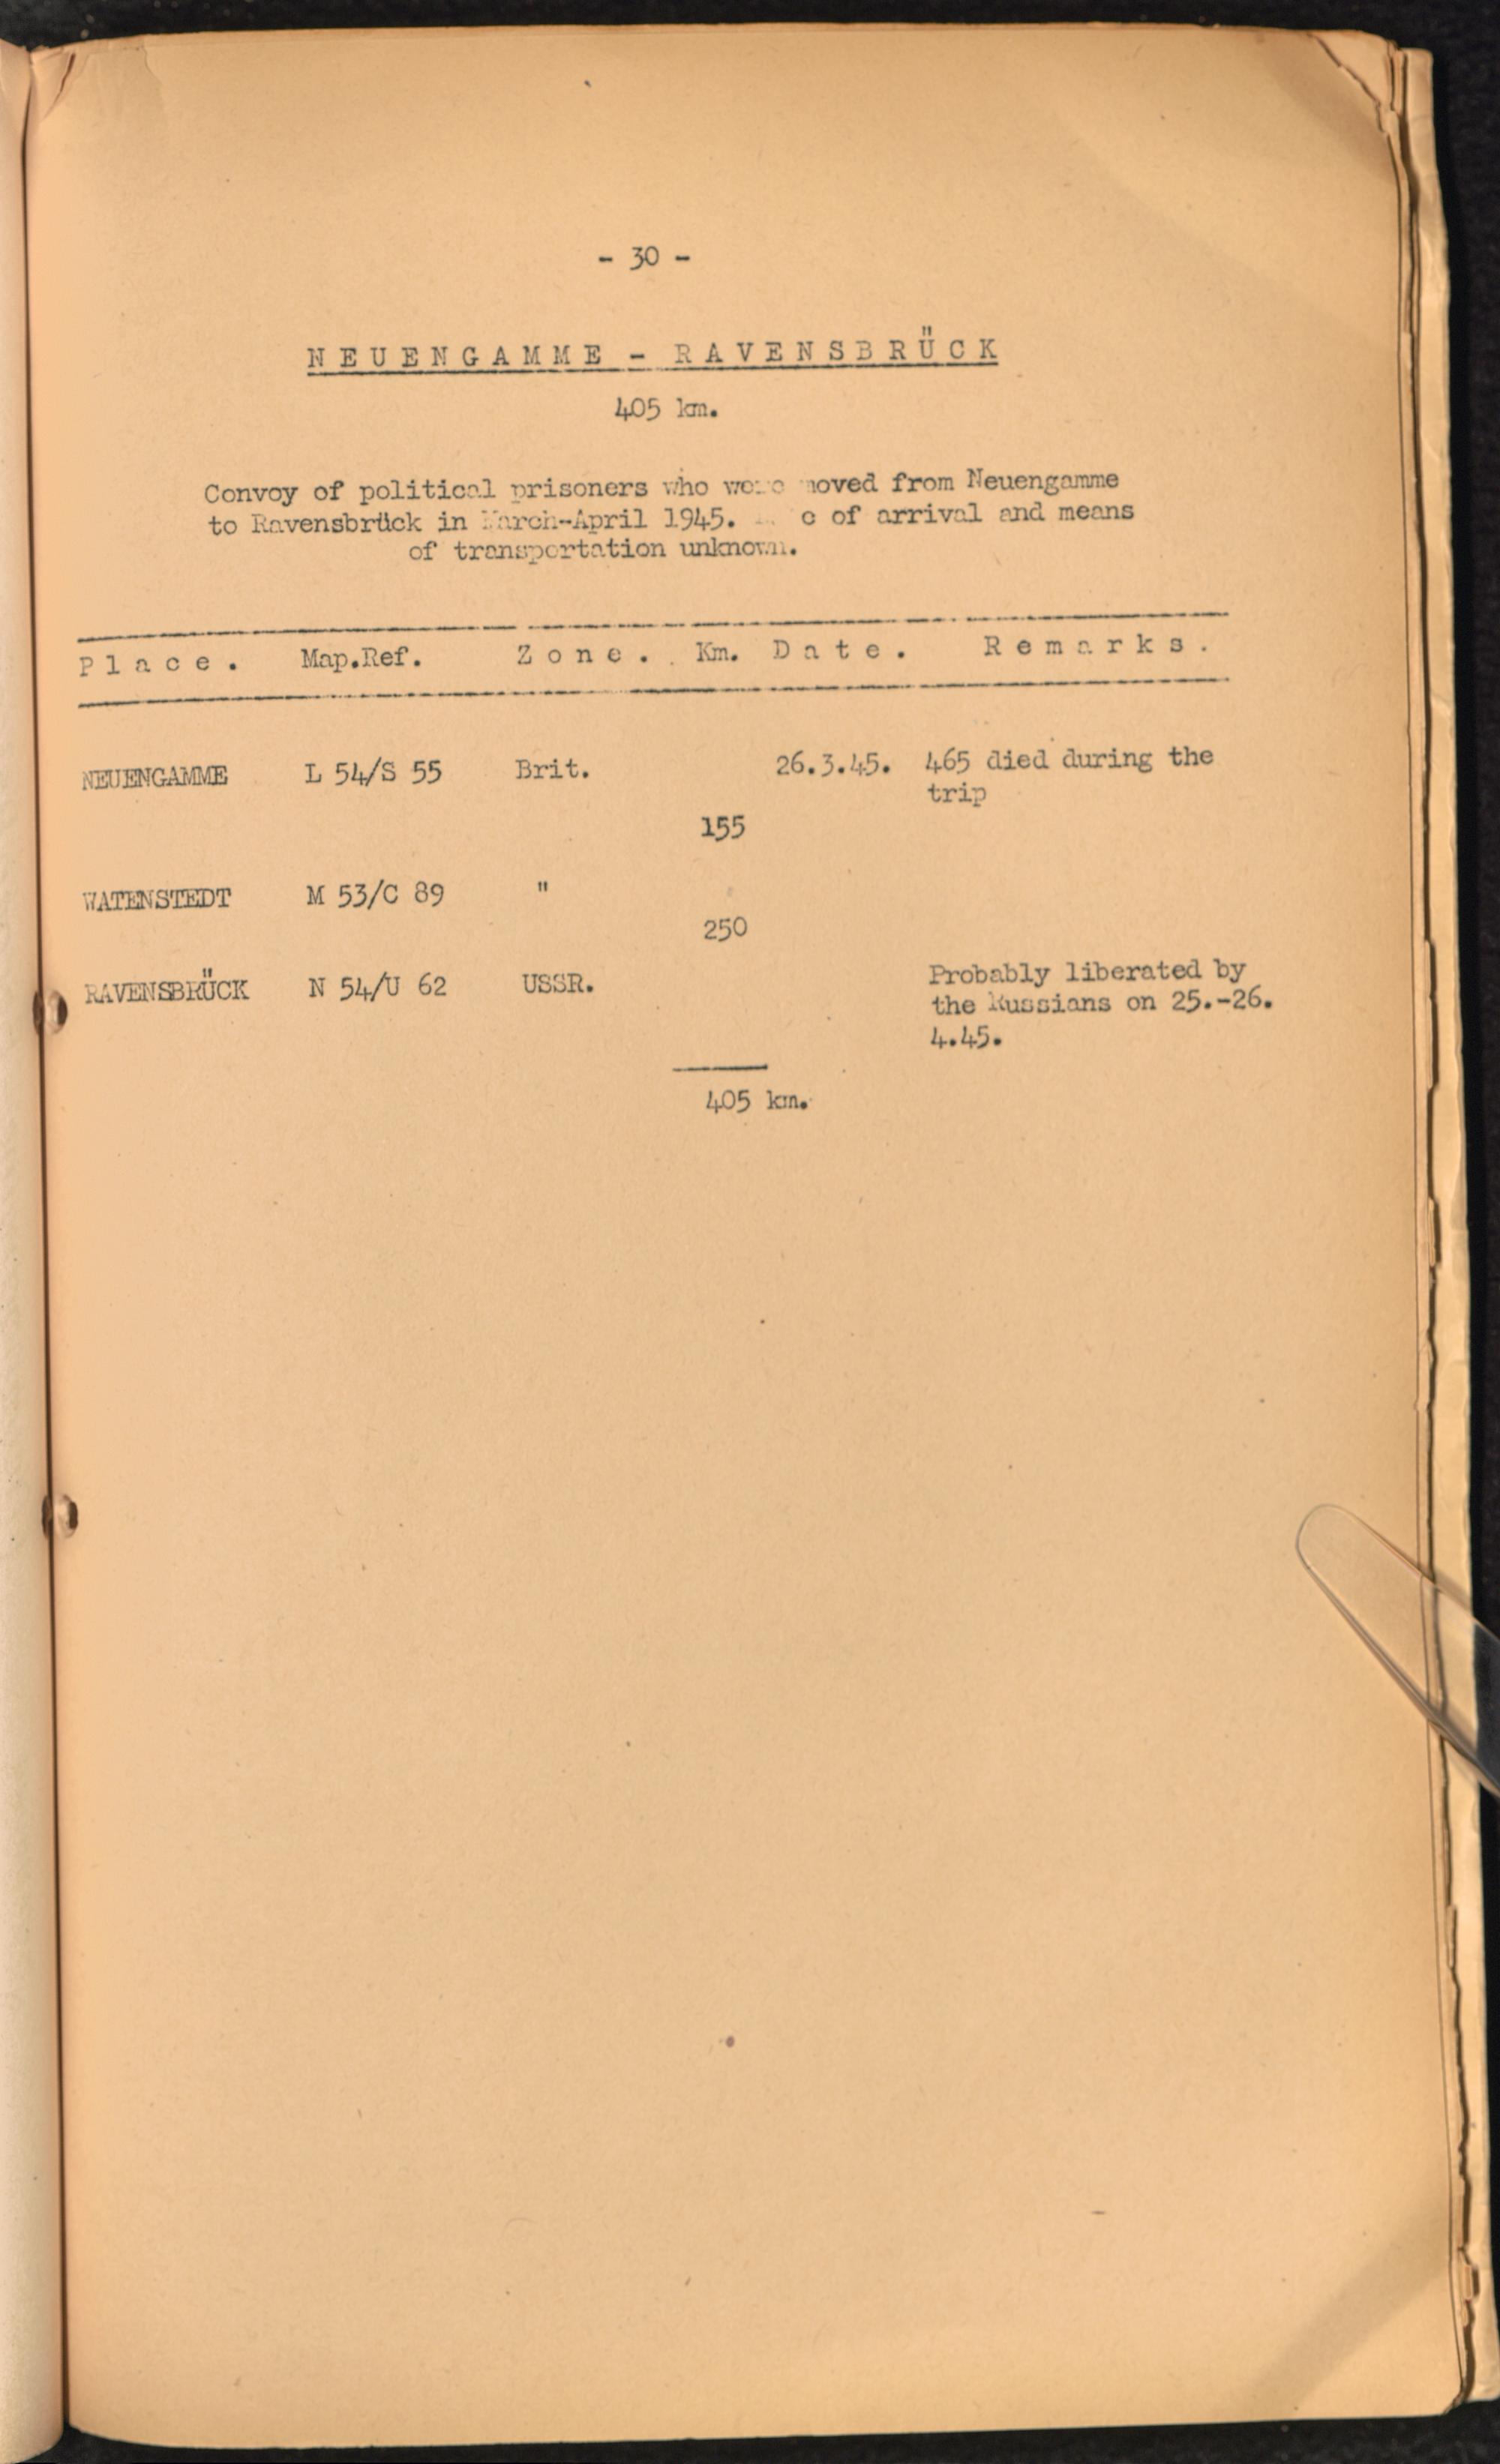 - 30 -
NEUENGAMME - RAVENSBRÜCK
405 km.
Convoy of political prisoners who were moved from Neuengamme
to Ravensbrück in March-April 1945. of arrival and means
of transportation unknown.
Place. Map.Ref. Zone. Km. Date. Remarks.
NEUENGAMME L 54/S 55 Brit. 26.3.45. 465 died during the
trip
155
WATENSTEDT M 53/C 89 "
250
RAVENSBRÜCK N 54/U 62 USSR. Probably liberated by
the Russians on 25.-26.
4.45.
405 km.